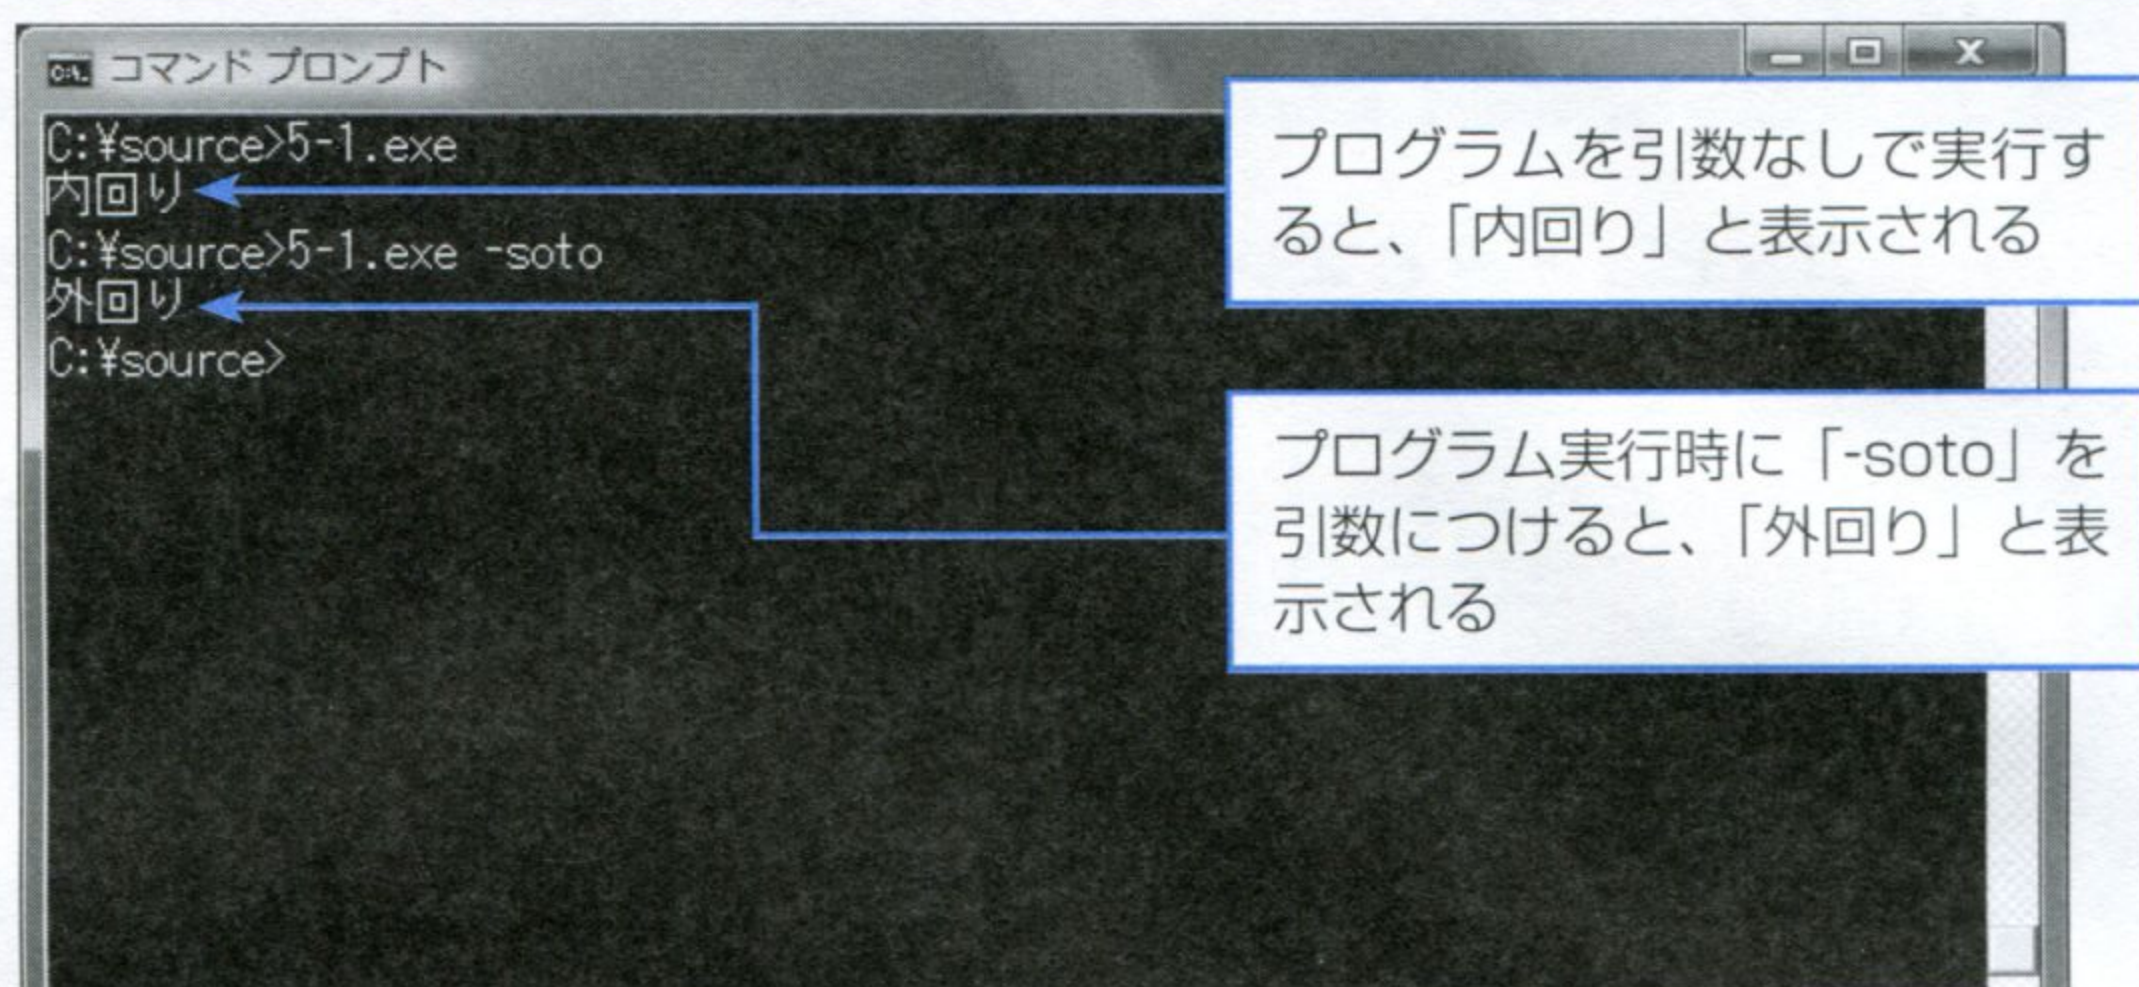 コマンド プロンプト
C:¥source>5-1.exe
内回り
C:¥source>5-1.exe -soto
外回り
C:¥source>
プログラムを引数なしで実行す
ると、「内回り」と表示される
プログラム実行時に「-soto」を
引数につけると、「外回り」と表
示される